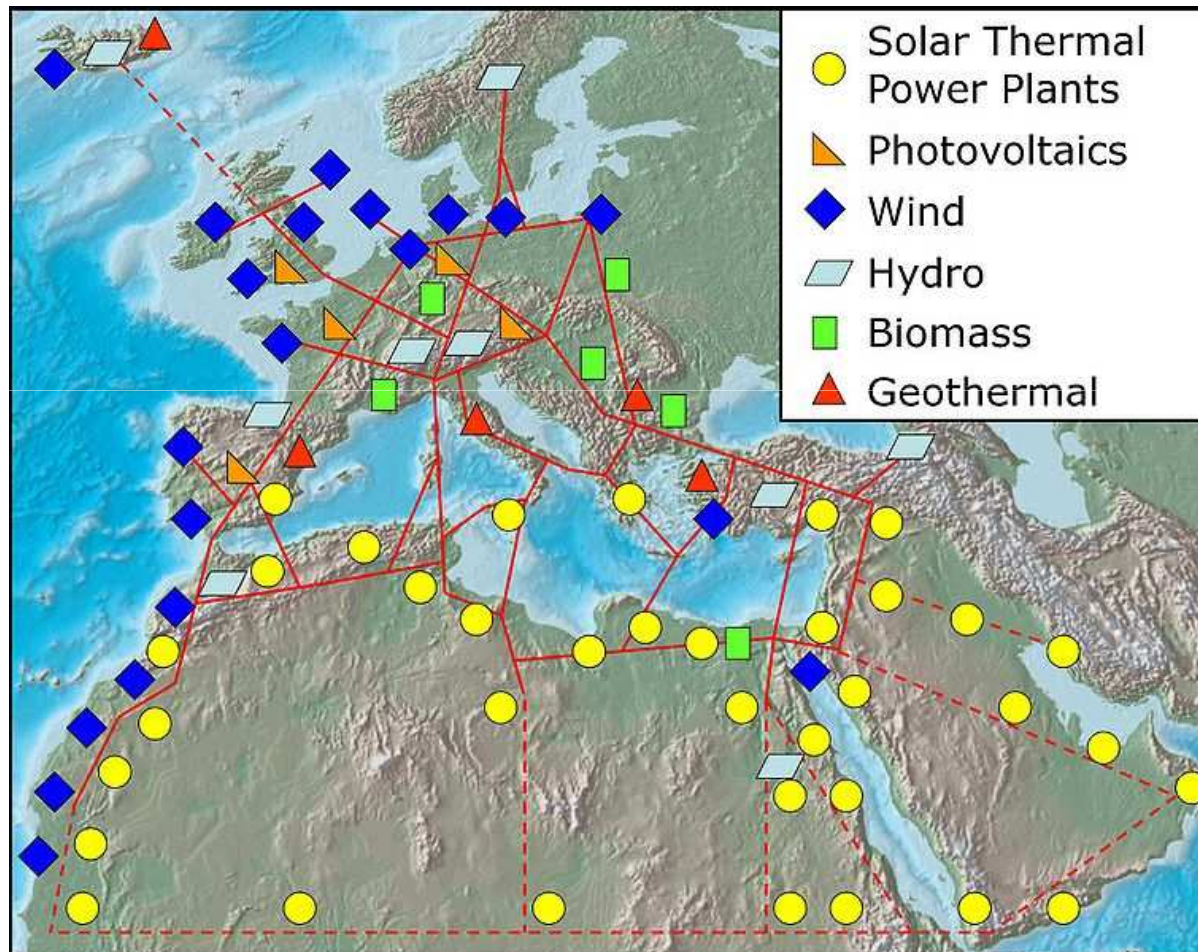 Solar Thermal
Power Plants
Photovoltaics
Wind
Hydro
Biomass
Geothermal